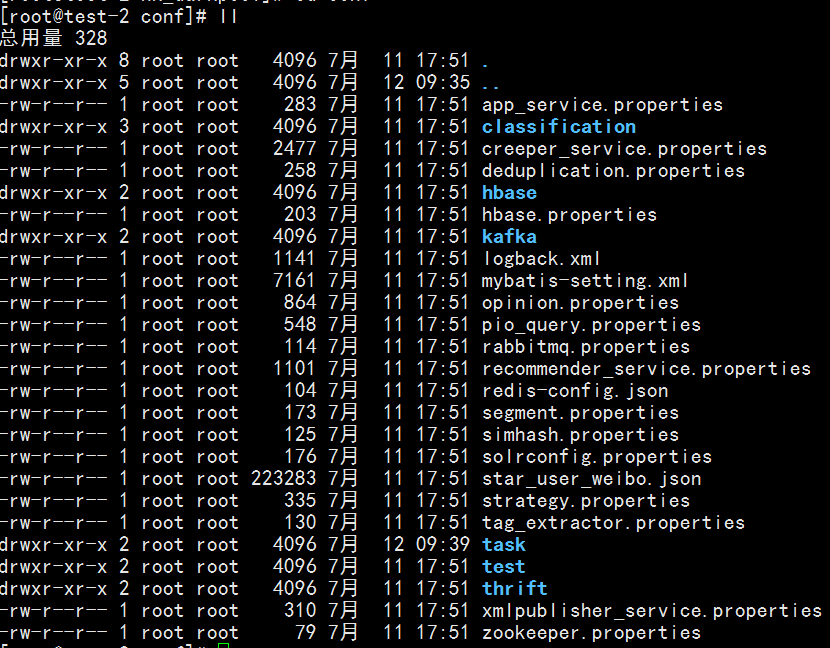 [root@test-2 conf]# ll
总用量 328
drwxr-xr-x 8 root root   4096 7月  11 17:51 .
drwxr-xr-x 5 root root   4096 7月  12 09:35 ..
-rw-r--r-- 1 root root    283 7月  11 17:51 app_service.properties
drwxr-xr-x 3 root root   4096 7月  11 17:51 classification
-rw-r--r-- 1 root root   2477 7月  11 17:51 creeper_service.properties
-rw-r--r-- 1 root root    258 7月  11 17:51 deduplication.properties
drwxr-xr-x 2 root root   4096 7月  11 17:51 hbase
-rw-r--r-- 1 root root    203 7月  11 17:51 hbase.properties
drwxr-xr-x 2 root root   4096 7月  11 17:51 kafka
-rw-r--r-- 1 root root   1141 7月  11 17:51 logback.xml
-rw-r--r-- 1 root root   7161 7月  11 17:51 mybatis-setting.xml
-rw-r--r-- 1 root root    864 7月  11 17:51 opinion.properties
-rw-r--r-- 1 root root    548 7月  11 17:51 pio_query.properties
-rw-r--r-- 1 root root    114 7月  11 17:51 rabbitmq.properties
-rw-r--r-- 1 root root   1101 7月  11 17:51 recommender_service.properties
-rw-r--r-- 1 root root    104 7月  11 17:51 redis-config.json
-rw-r--r-- 1 root root    173 7月  11 17:51 segment.properties
-rw-r--r-- 1 root root    125 7月  11 17:51 simhash.properties
-rw-r--r-- 1 root root    176 7月  11 17:51 solrconfig.properties
-rw-r--r-- 1 root root 223283 7月  11 17:51 star_user_weibo.json
-rw-r--r-- 1 root root    335 7月  11 17:51 strategy.properties
-rw-r--r-- 1 root root    130 7月  11 17:51 tag_extractor.properties
drwxr-xr-x 2 root root   4096 7月  12 09:39 task
drwxr-xr-x 2 root root   4096 7月  11 17:51 test
drwxr-xr-x 2 root root   4096 7月  11 17:51 thrift
-rw-r--r-- 1 root root    310 7月  11 17:51 xmlpublisher_service.properties
-rw-r--r-- 1 root root     79 7月  11 17:51 zookeeper.properties